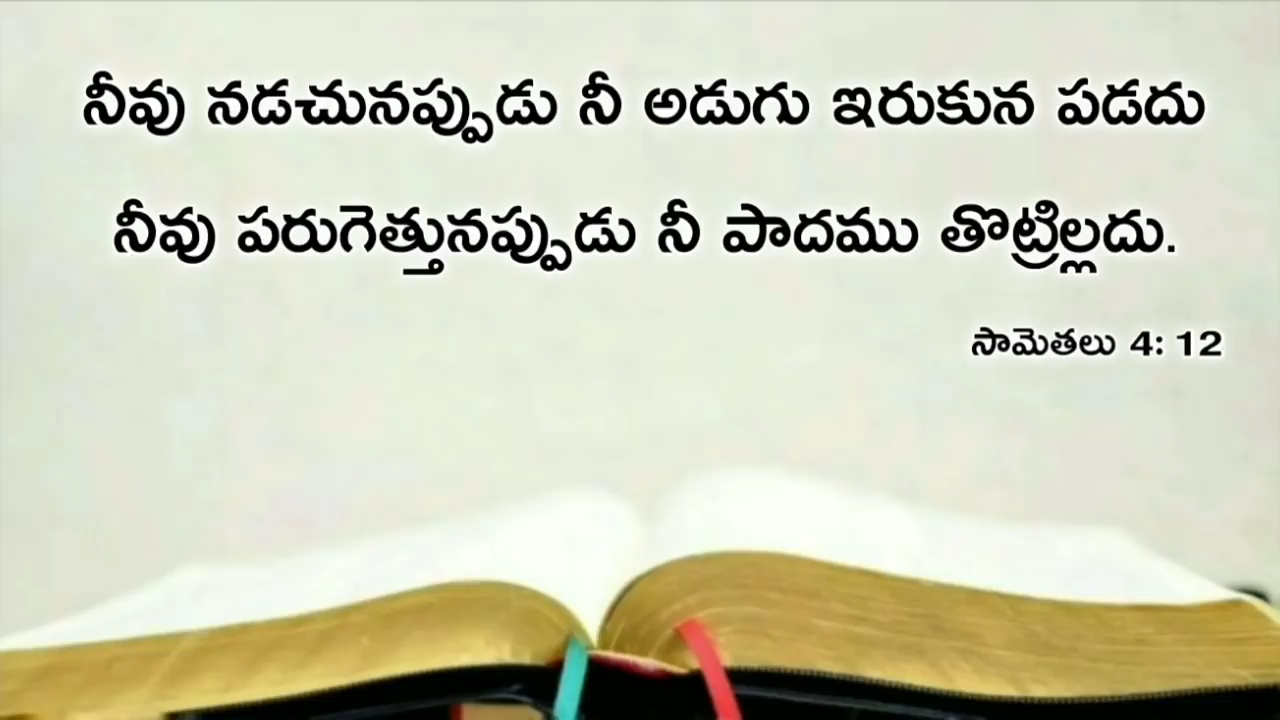 నీవు నడచునప్పుడు నీ అడుగు ఇరుకున పడదు
నీవు పరుగెత్తునప్పుడు నీ పాదము తొట్రిల్లదు.
సామెతలు 4: 12